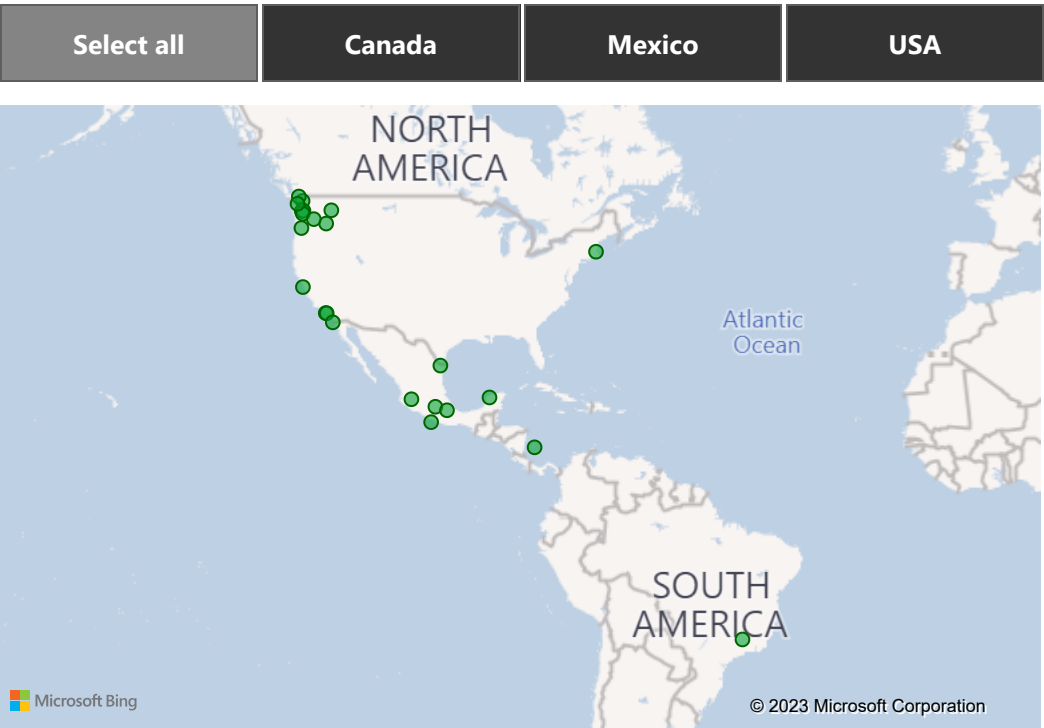 Select all
Canada
Mexico
USA
NORTH
AMERICA
Atlantic
Ocean
SOUTH
AMERICA
Microsoft Bing
© 2023 Microsoft Corporation